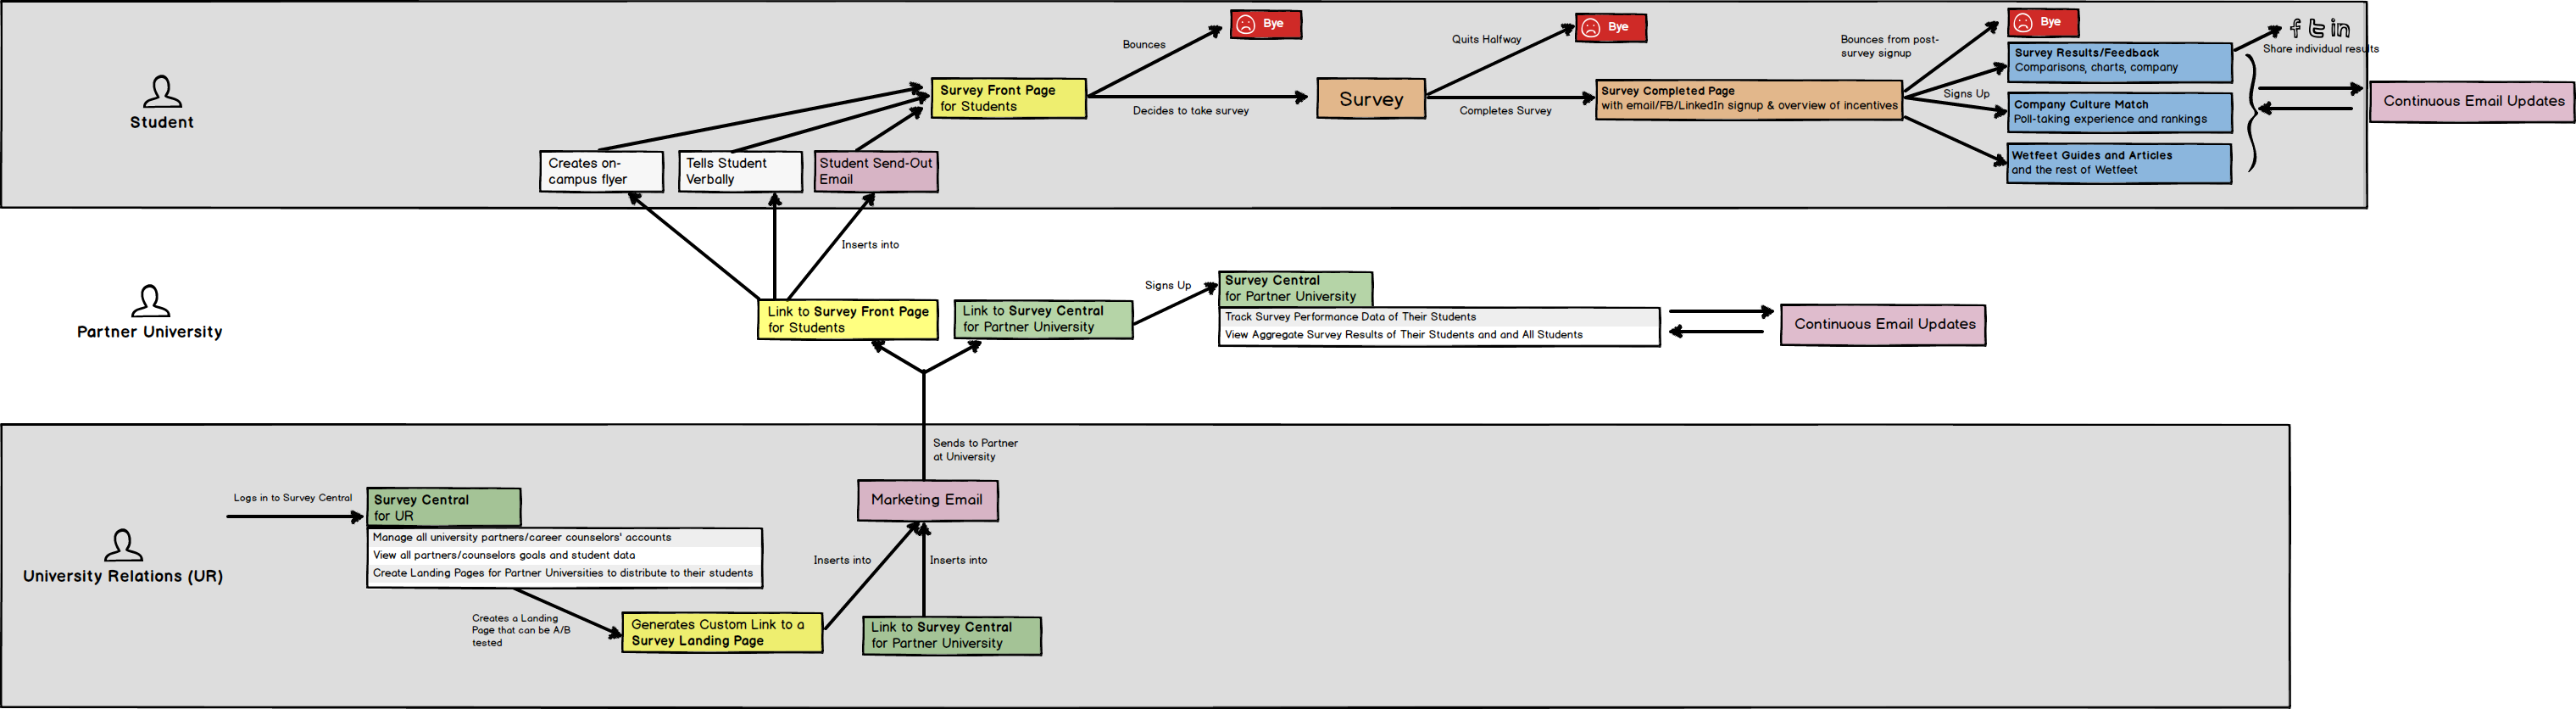 Bye
Bounces
Quits Halfway
Bye
Bounces from post-
survey signup
Bye
Survey Results/Feedback
Comparisons, charts, company
f t in
Share individual results
Student
Survey Front Page
for Students
Decides to take survey
Survey
Completes Survey
Survey Completed Page
with email/FB/LinkedIn signup & overview of incentives
Signs Up
Company Culture Match
Poll-taking experience and rankings
Wetfeet Guides and Articles
and the rest of Wetfeet
Continuous Email Updates
Creates on-
campus flyer
Tells Student
Verbally
Student Send-Out
Email
Inserts into
Partner University
Link to Survey Front Page
for Students
Link to Survey Central
for Partner University
Signs Up
Survey Central
for Partner University
Track Survey Performance Data of Their Students
View Aggregate Survey Results of Their Students and and All Students
Continuous Email Updates
Sends to Partner
at University
University Relations (UR)
Logs in to Survey Central
Survey Central
for UR
Manage all university partners/career counselors' accounts
View all partners/counselors goals and student data
Create Landing Pages for Partner Universities to distribute to their students
Marketing Email
Inserts into
Inserts into
Creates a Landing
Page that can be A/B
tested
Generates Custom Link to a
Survey Landing Page
Link to Survey Central
for Partner University